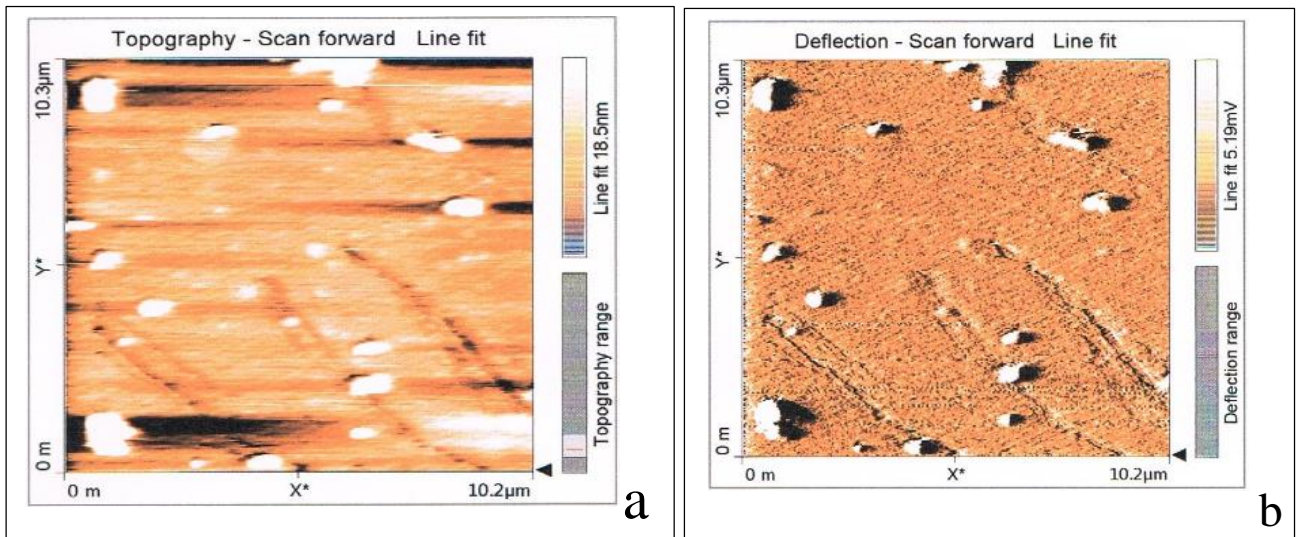 Topography - Scan forward Line fit
10.3µm
Y*
0 m
0 m
X*
10.2µm
Line fit 18.5nm
Topography range
a
Deflection - Scan forward Line fit
10.3µm
Y*
0 m
0 m
X*
10.2µm
Line fit 5.19mV
Deflection range
b